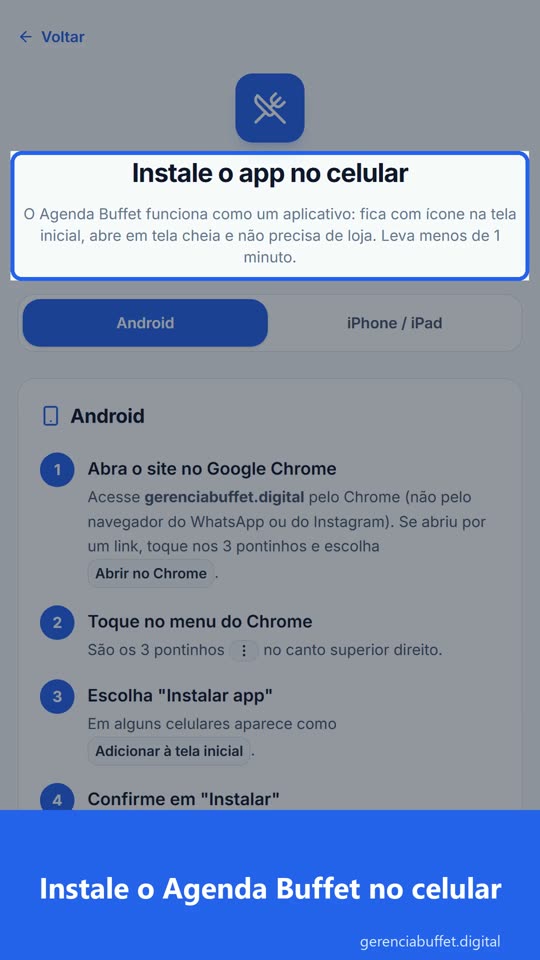 Voltar
Instale o app no celular
O Agenda Buffet funciona como um aplicativo: fica com ícone na tela
inicial, abre em tela cheia e não precisa de loja. Leva menos de 1
minuto.
Android
iPhone / iPad
Android
1
Abra o site no Google Chrome
Acesse gerenciabuffet.digital pelo Chrome (não pelo
navegador do WhatsApp ou do Instagram). Se abriu por
um link, toque nos 3 pontinhos e escolha
Abrir no Chrome .
2
Toque no menu do Chrome
São os 3 pontinhos ⋮ no canto superior direito.
3
Escolha "Instalar app"
Em alguns celulares aparece como
Adicionar à tela inicial .
4
Confirme em "Instalar"
Instale o Agenda Buffet no celular
gerenciabuffet.digital